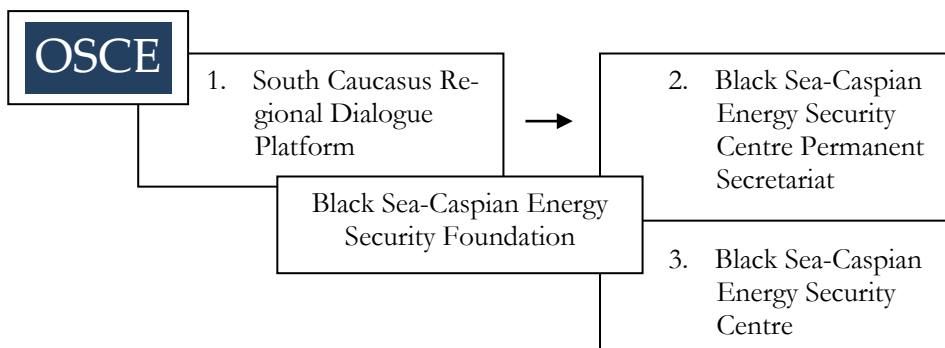 OSCE
1. South Caucasus Re-
gional Dialogue
Platform
2. Black Sea-Caspian
Energy Security
Centre Permanent
Secretariat
Black Sea-Caspian Energy
Security Foundation
3. Black Sea-Caspian
Energy Security
Centre